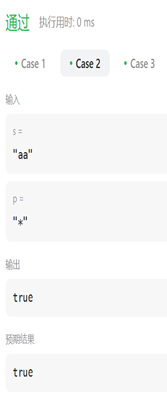 通过 执行用时: 0 ms
• Case 1 • Case 2 • Case 3
输入
s =
"aa"
p =
"*"
输出
true
预期结果
true